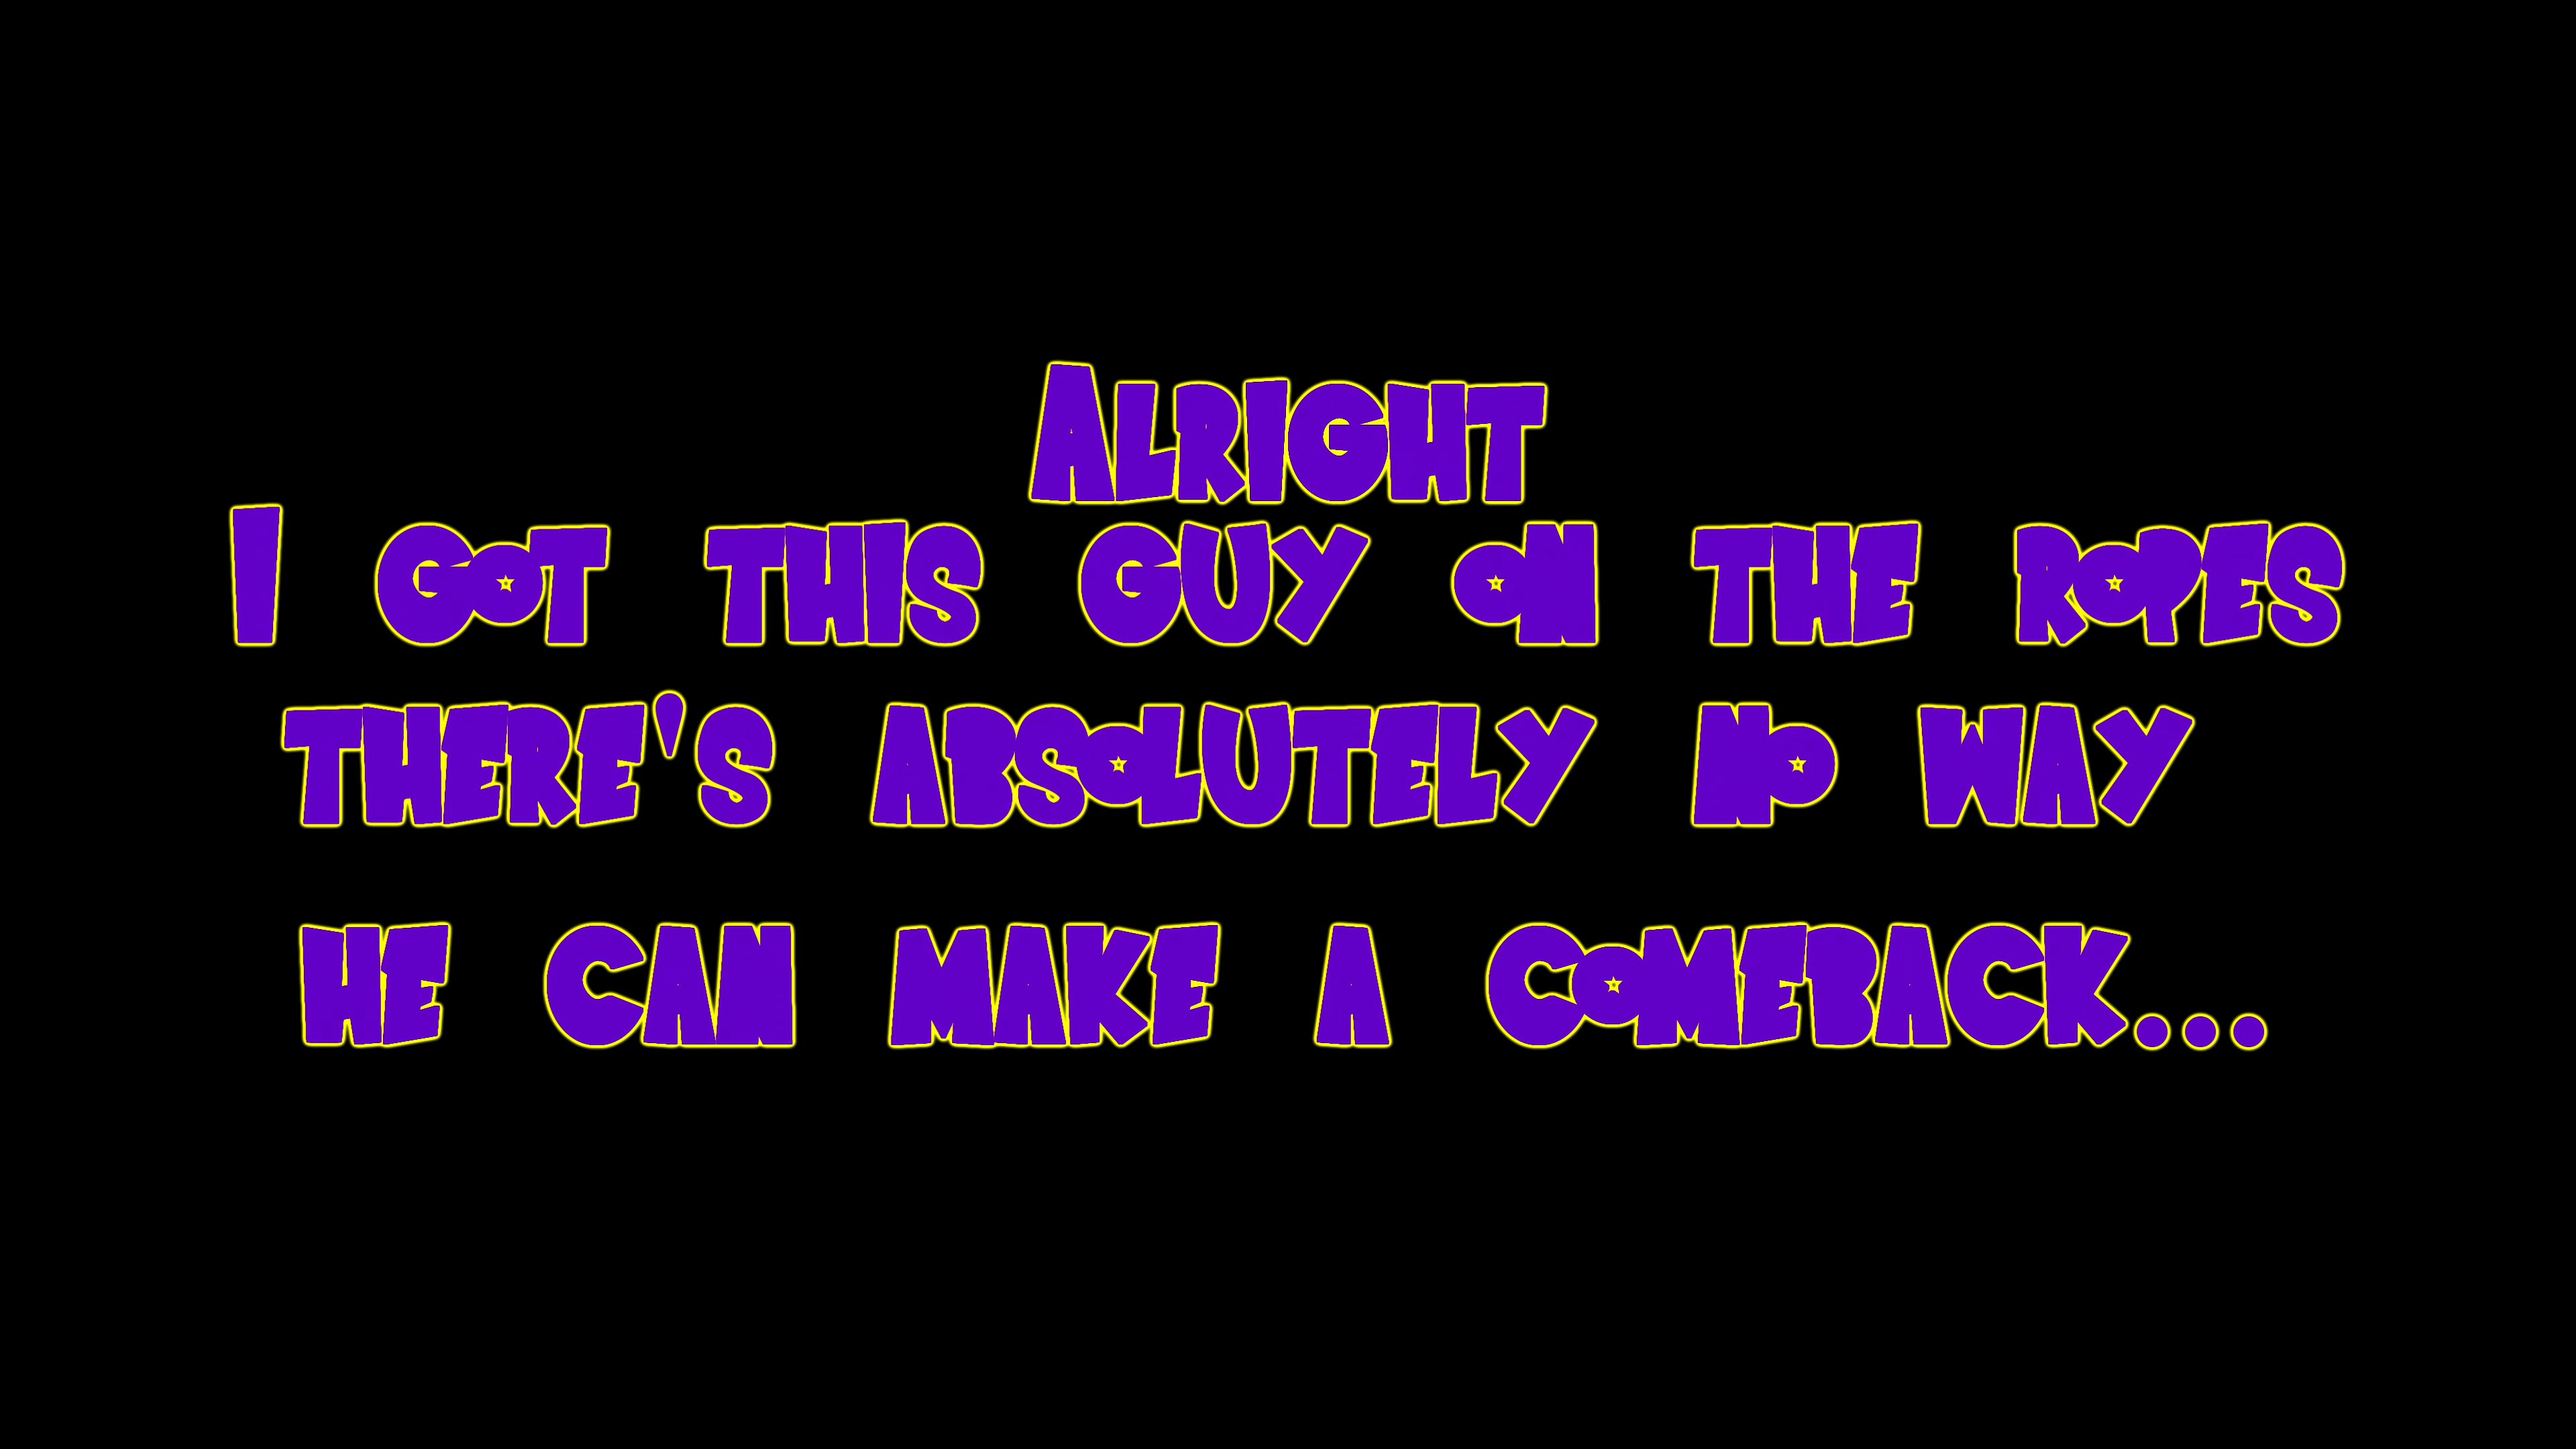 Alright
I got this guy on the ropes
there's absolutely no way
he can make a comeback...